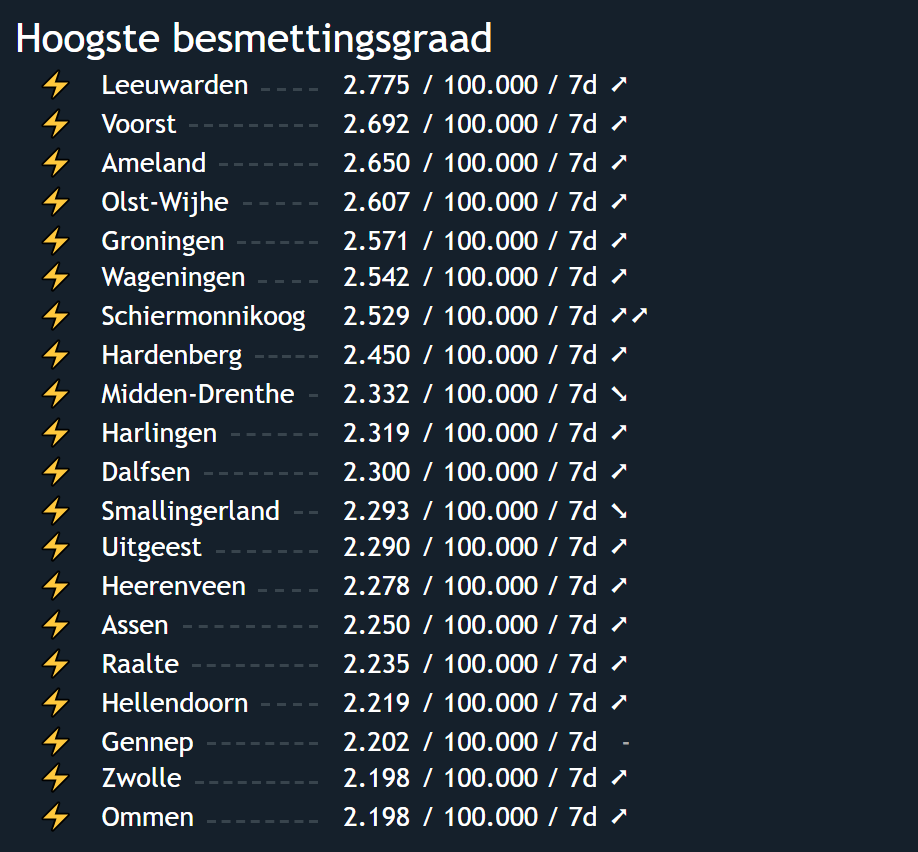 Hoogste besmettingsgraad
⚡ Leeuwarden ---- 2.775 / 100.000 / 7d ➚
⚡ Voorst --------- 2.692 / 100.000 / 7d ➚
⚡ Ameland ------- 2.650 / 100.000 / 7d ➚
⚡ Olst-Wijhe ----- 2.607 / 100.000 / 7d ➚
⚡ Groningen ------ 2.571 / 100.000 / 7d ➚
⚡ Wageningen ---- 2.542 / 100.000 / 7d ➚
⚡ Schiermonnikoog 2.529 / 100.000 / 7d ➚➚
⚡ Hardenberg ----- 2.450 / 100.000 / 7d ➚
⚡ Midden-Drenthe - 2.332 / 100.000 / 7d ➘
⚡ Harlingen ------ 2.319 / 100.000 / 7d ➚
⚡ Dalfsen -------- 2.300 / 100.000 / 7d ➚
⚡ Smallingerland -- 2.293 / 100.000 / 7d ➘
⚡ Uitgeest ------- 2.290 / 100.000 / 7d ➚
⚡ Heerenveen ---- 2.278 / 100.000 / 7d ➚
⚡ Assen --------- 2.250 / 100.000 / 7d ➚
⚡ Raalte --------- 2.235 / 100.000 / 7d ➚
⚡ Hellendoorn ---- 2.219 / 100.000 / 7d ➚
⚡ Gennep -------- 2.202 / 100.000 / 7d -
⚡ Zwolle -------- 2.198 / 100.000 / 7d ➚
⚡ Ommen -------- 2.198 / 100.000 / 7d ➚